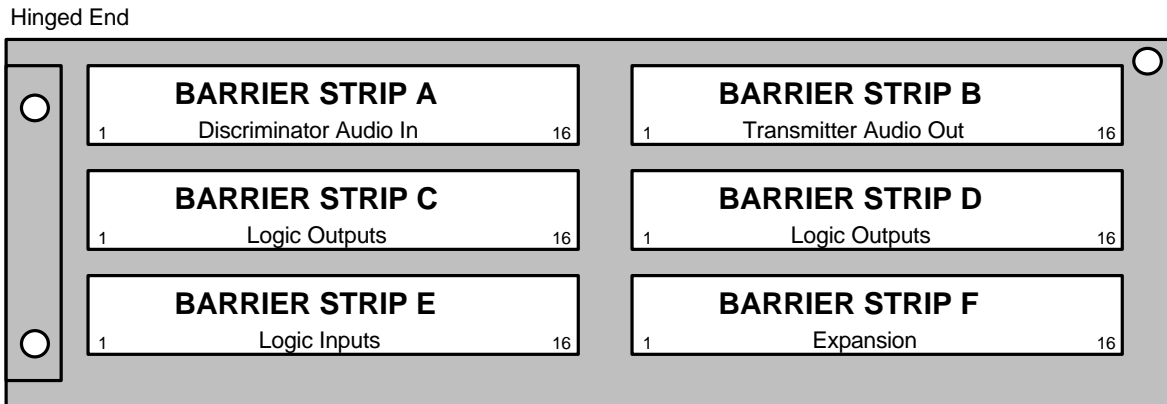 Hinged End
BARRIER STRIP A
1 Discriminator Audio In 16
BARRIER STRIP B
1 Transmitter Audio Out 16
BARRIER STRIP C
1 Logic Outputs 16
BARRIER STRIP D
1 Logic Outputs 16
BARRIER STRIP E
1 Logic Inputs 16
BARRIER STRIP F
1 Expansion 16